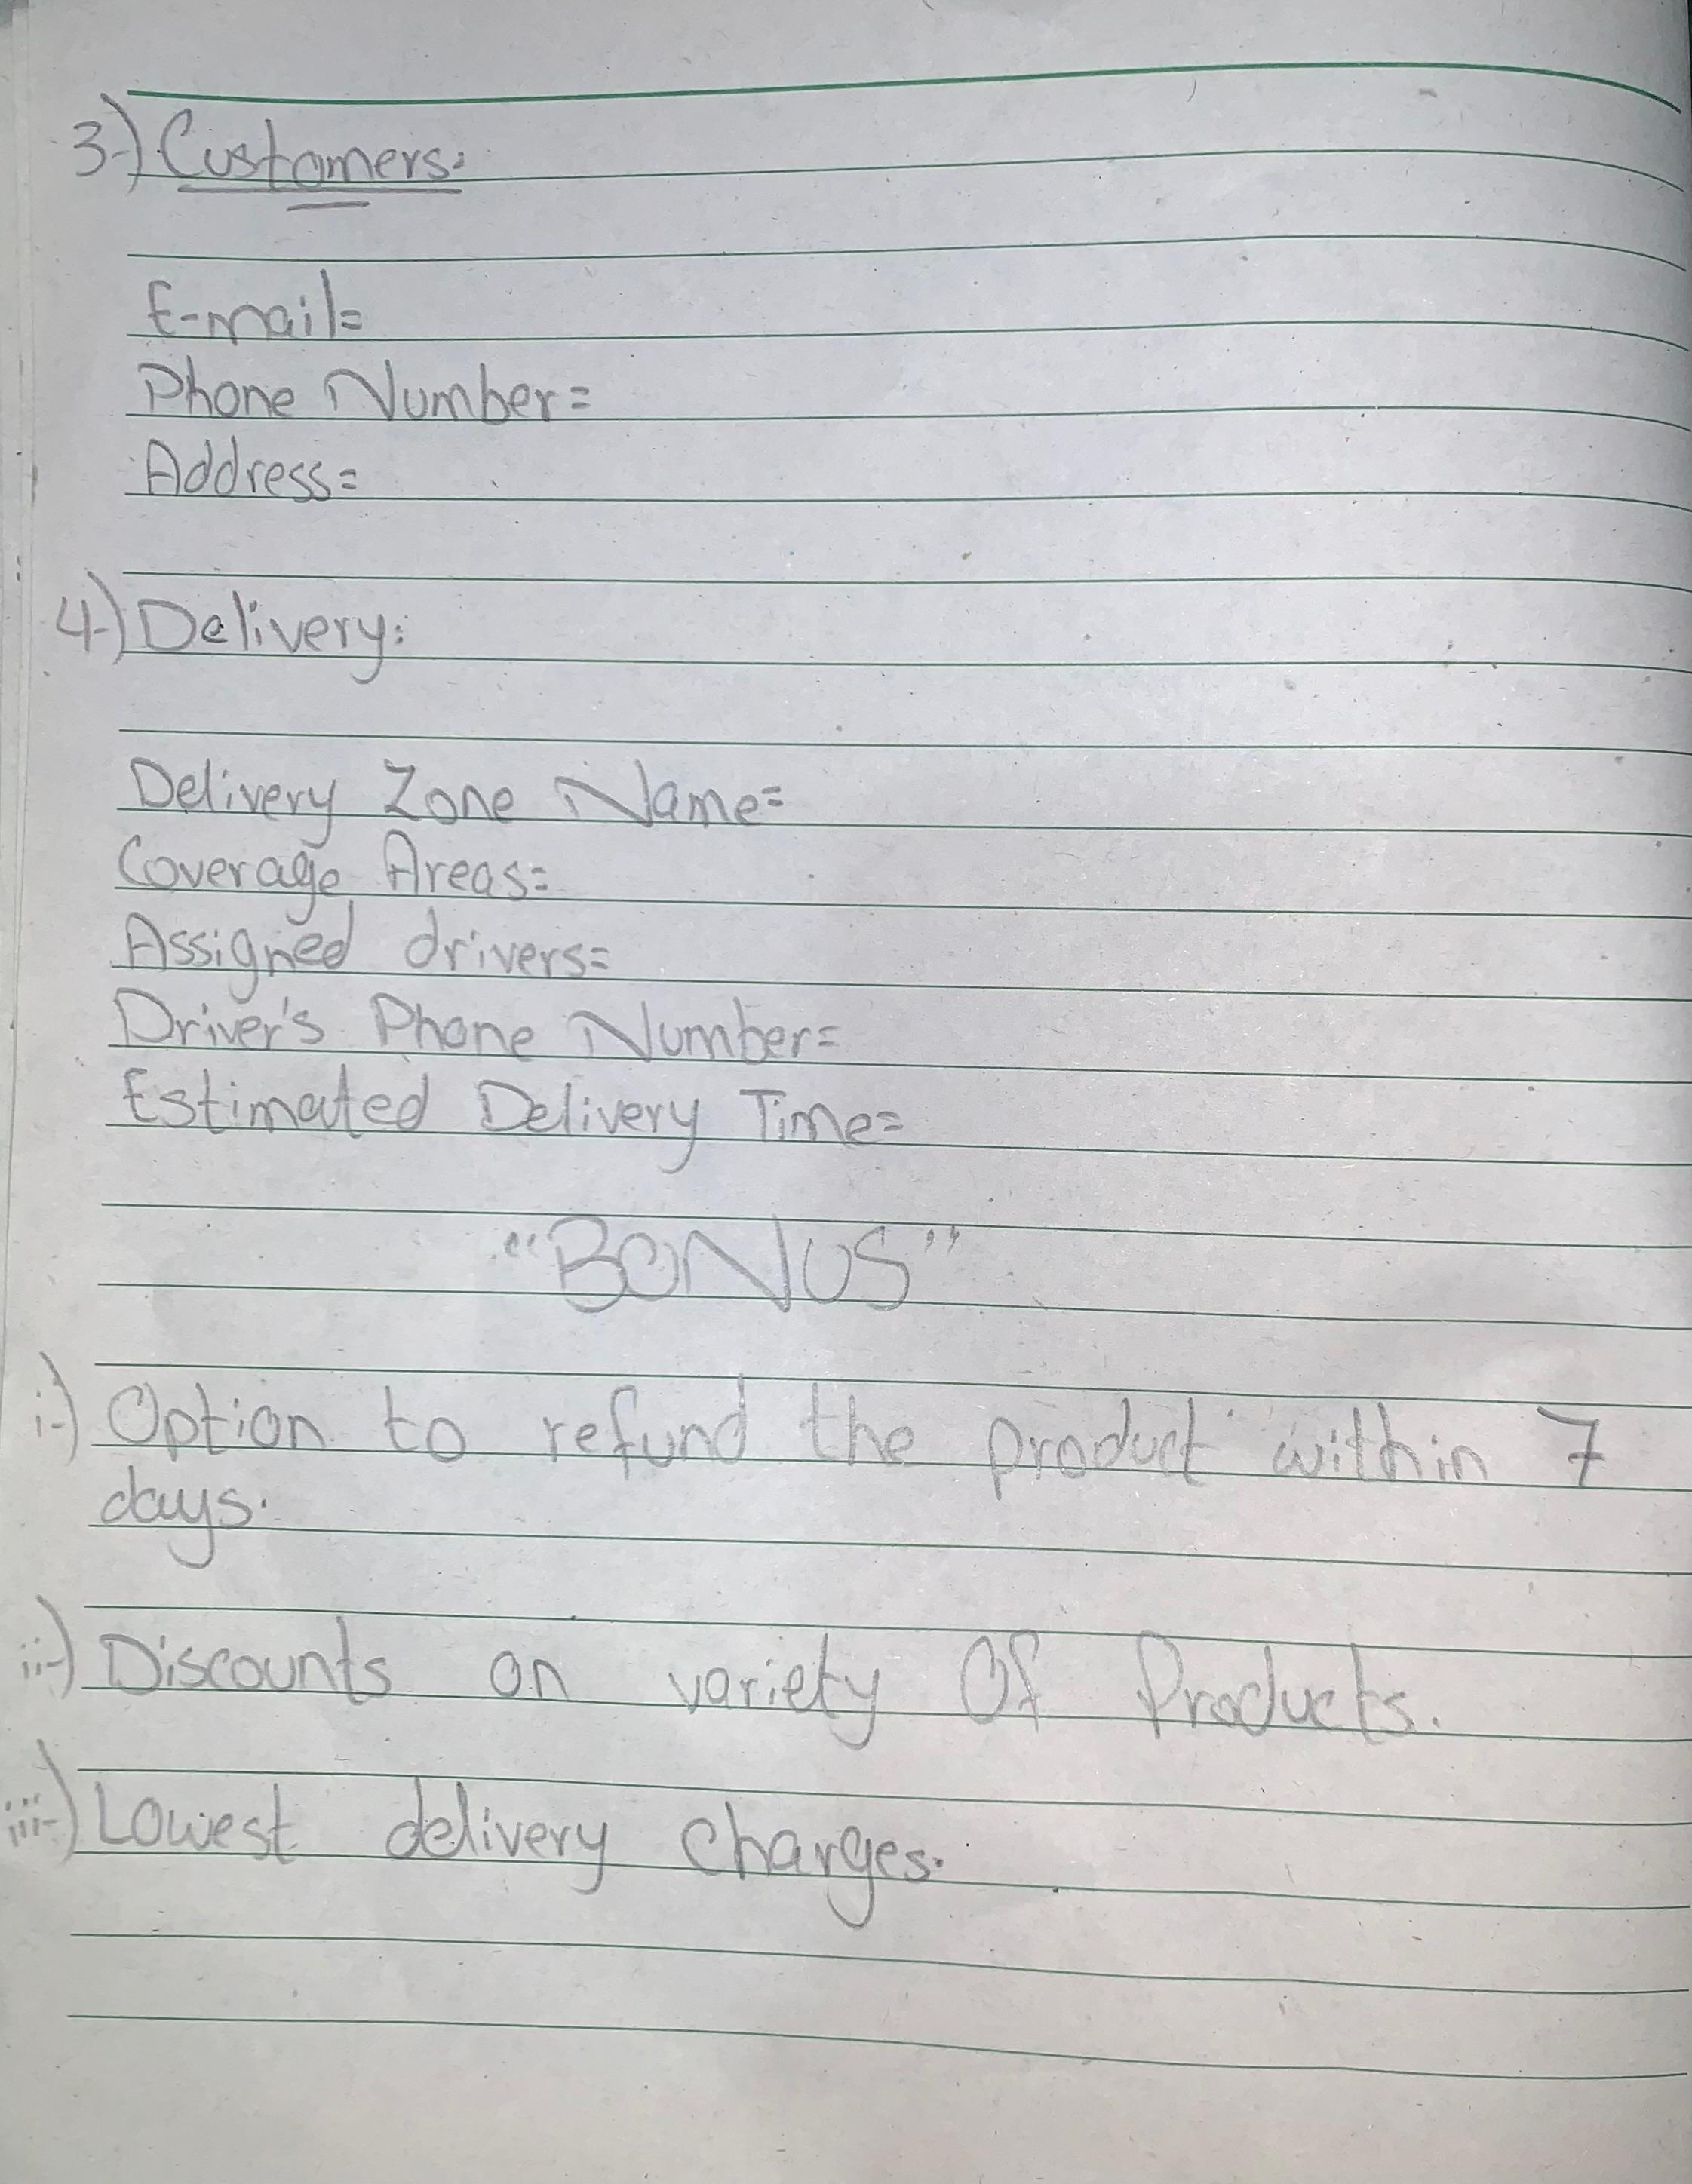 3-) Customers:
E-mail=
Phone Number=
Address=
4-) Delivery:
Delivery Zone Name=
Coverage Areas=
Assigned drivers=
Driver's Phone Number=
Estimated Delivery Time=
"BONUS"
i-) Option to refund the product within 7
days.
ii-) Discounts on variety Of Products.
iii-) Lowest delivery charges.